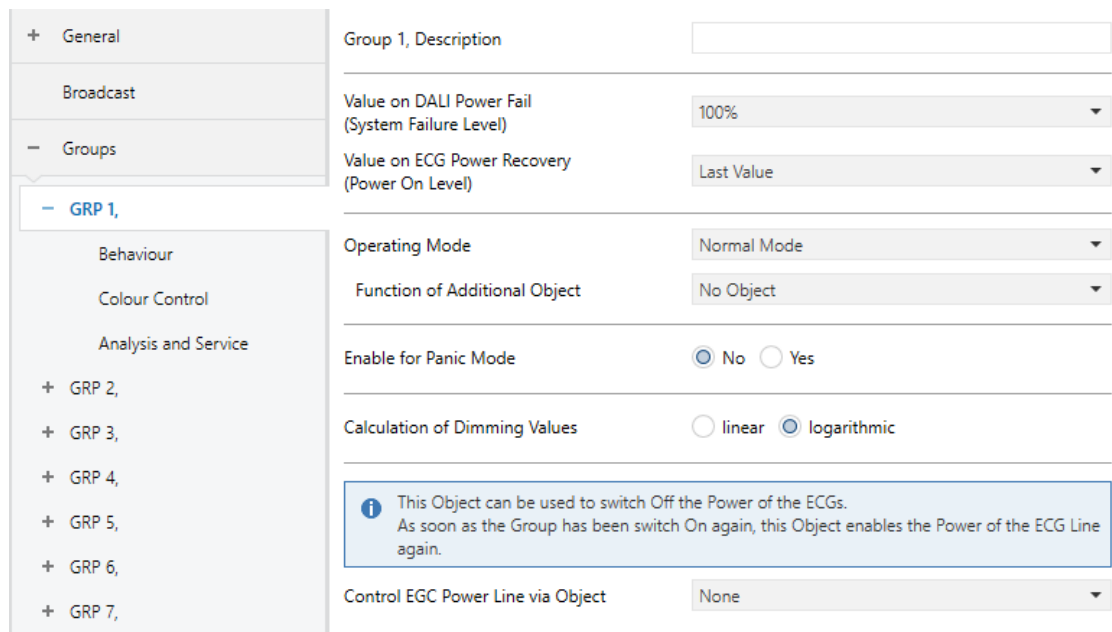 General
Broadcast
Groups
GRP 1,
Behaviour
Colour Control
Analysis and Service
GRP 2,
GRP 3,
GRP 4,
GRP 5,
GRP 6,
GRP 7,
Group 1, Description
Value on DALI Power Fail
(System Failure Level)
100%
Value on ECG Power Recovery
(Power On Level)
Last Value
Operating Mode
Normal Mode
Function of Additional Object
No Object
Enable for Panic Mode
No Yes
Calculation of Dimming Values
linear logarithmic
This Object can be used to switch Off the Power of the ECGs.
As soon as the Group has been switch On again, this Object enables the Power of the ECG Line
again.
Control EGC Power Line via Object
None